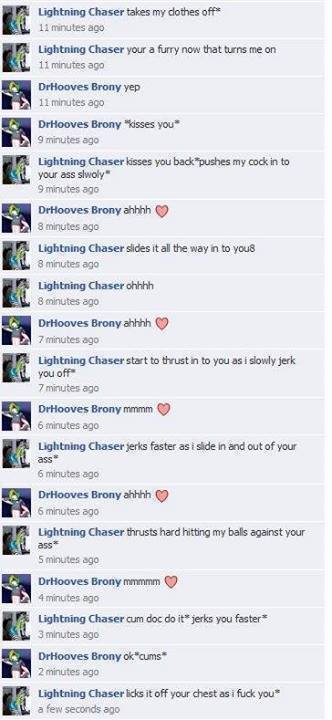 Lightning Chaser takes my clothes off*
11 minutes ago
Lightning Chaser your a furry now that turns me on
11 minutes ago
DrHooves Brony yep
11 minutes ago
DrHooves Brony *kisses you*
9 minutes ago
Lightning Chaser kisses you back*pushes my cock in to
your ass slwoly*
9 minutes ago
DrHooves Brony ahhhh ❤
8 minutes ago
Lightning Chaser slides it all the way in to you8
8 minutes ago
Lightning Chaser ohhhh
8 minutes ago
DrHooves Brony ahhhh ❤
7 minutes ago
Lightning Chaser start to thrust in to you as i slowly jerk
you off*
7 minutes ago
DrHooves Brony mmmm ❤
6 minutes ago
Lightning Chaser jerks faster as i slide in and out of your
ass*
6 minutes ago
DrHooves Brony ahhhh ❤
6 minutes ago
Lightning Chaser thrusts hard hitting my balls against your
ass*
5 minutes ago
DrHooves Brony mmmmm ❤
4 minutes ago
Lightning Chaser cum doc do it* jerks you faster*
3 minutes ago
DrHooves Brony ok*cums*
2 minutes ago
Lightning Chaser licks it off your chest as i fuck you*
a few seconds ago